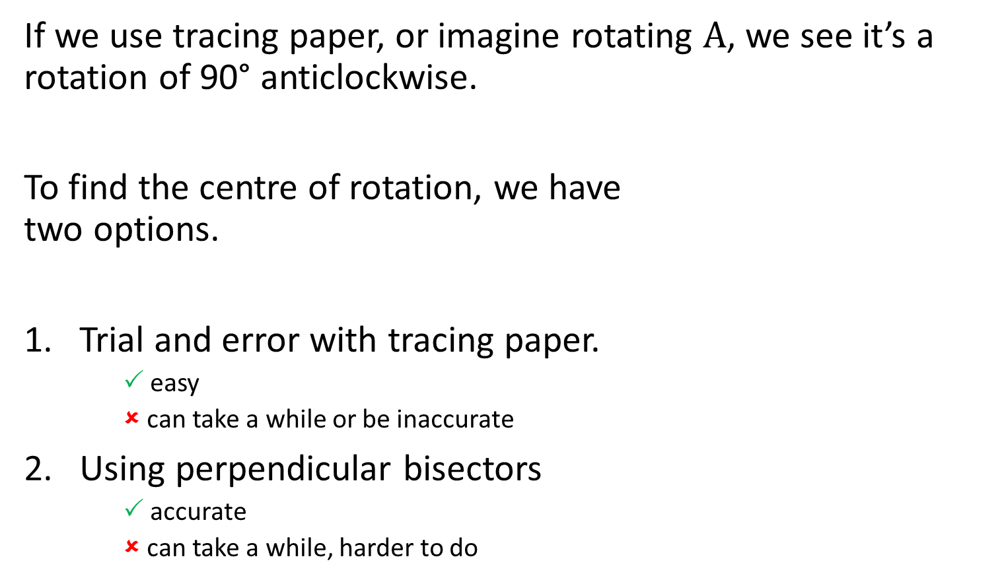 If we use tracing paper, or imagine rotating A, we see it’s a
rotation of 90° anticlockwise.
To find the centre of rotation, we have
two options.
1. Trial and error with tracing paper.
✓ easy
✘ can take a while or be inaccurate
2. Using perpendicular bisectors
✓ accurate
✘ can take a while, harder to do